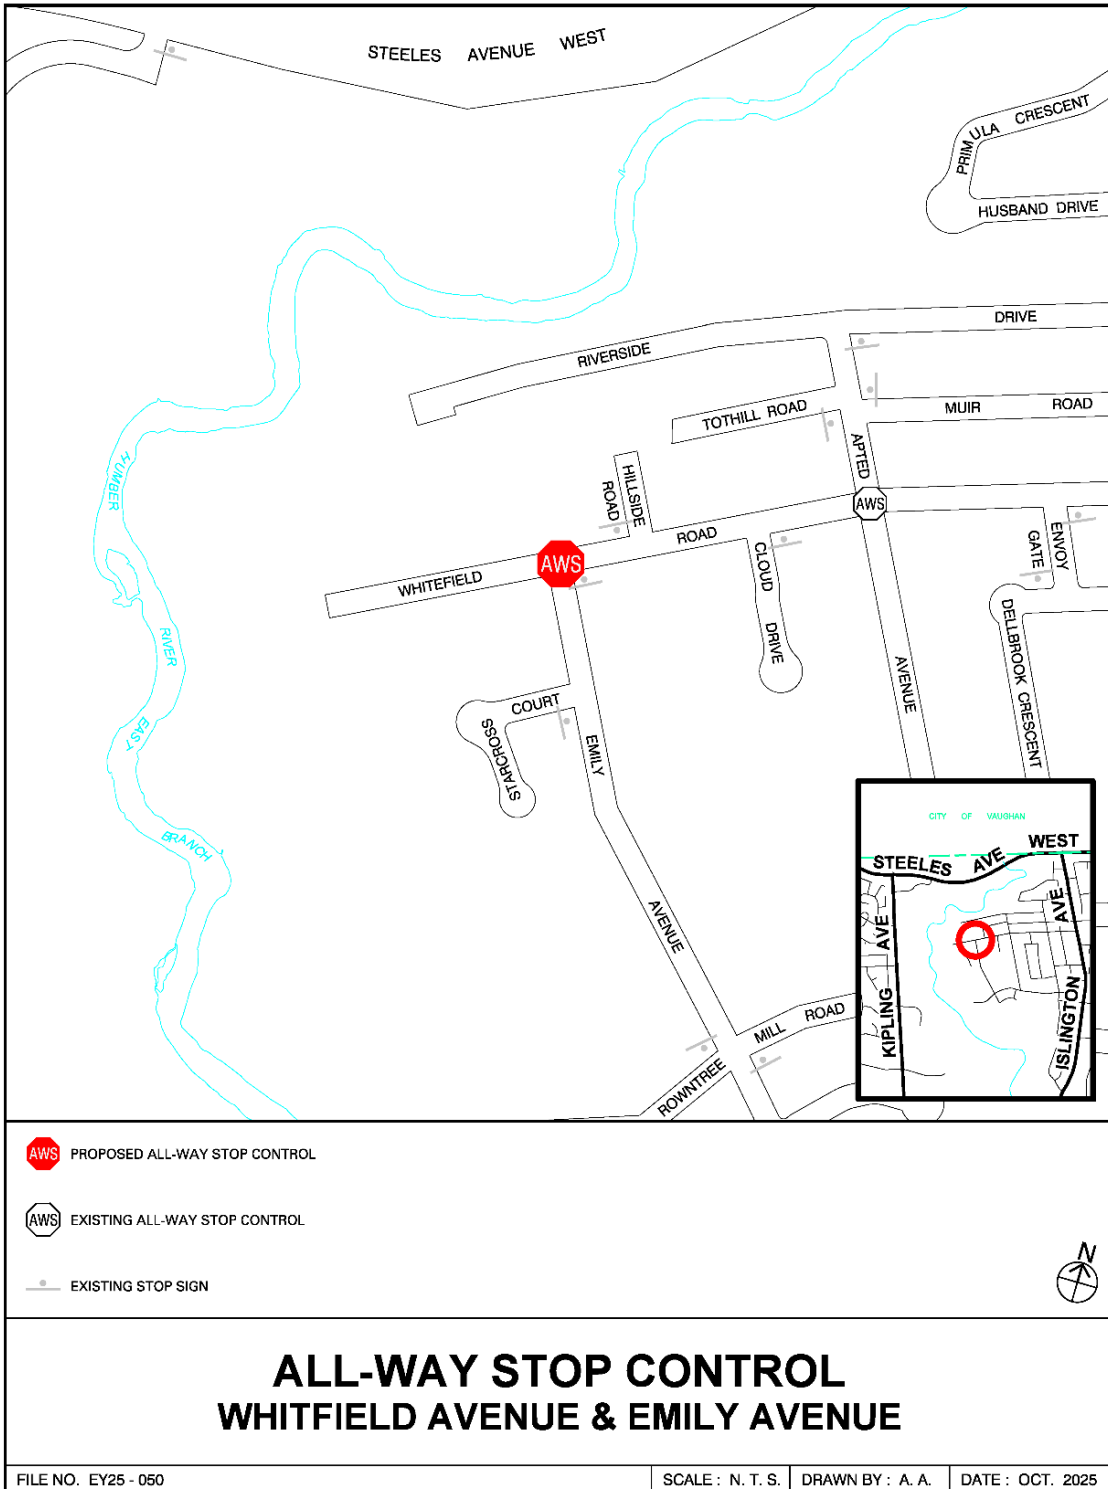 STEELES AVENUE WEST
PRIMULA CRESCENT
HUSBAND DRIVE
RIVERSIDE DRIVE
TOTHILL ROAD
MUIR ROAD
APTED AVENUE
HILLSIDE ROAD
AWS
WHITEFIELD ROAD
AWS
CLOUD DRIVE
ENVOY GATE
DELLBROOK CRESCENT
HUMBER RIVER EAST BRANCH
STARCROSS COURT
EMILY AVENUE
ROWNTREE MILL ROAD
CITY OF VAUGHAN
STEELES AVE WEST
KIPLING AVE
ISLINGTON AVE
AWS PROPOSED ALL-WAY STOP CONTROL
AWS EXISTING ALL-WAY STOP CONTROL
EXISTING STOP SIGN
N
ALL-WAY STOP CONTROL
WHITFIELD AVENUE & EMILY AVENUE
FILE NO. EY25 - 050
SCALE : N. T. S.
DRAWN BY : A. A.
DATE : OCT. 2025